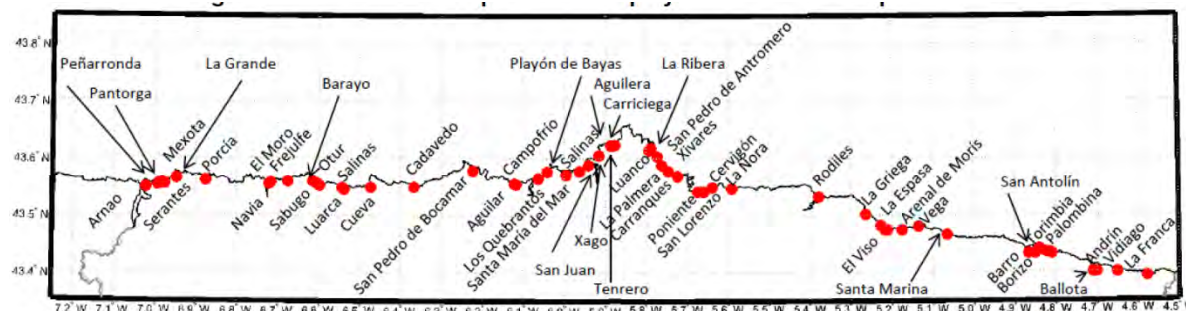 43.8°
43.7°
43.6°
43.5°
43.4°
Peñarronda
Pantorga
La Grande
Barayo
Playón de Bayas
Aguilera
Carriciega
La Ribera
Arnao
Mexota
Serantes
Porcía
Navia
El Moro
Frejulfe
Sabugo
Otur
Luarca
Salinas
Cueva
Cadavedo
San Pedro de Bocamar
Aguilar
Campofrío
Los Quebrantos
Santa María del Mar
Salinas
San Juan
Xago
Tenrero
Luanco
La Palmera
Carranques
San Pedro de Antromero
Xivares
Poniente
San Lorenzo
Cervigón
La Ñora
Rodiles
La Griega
La Espasa
El Viso
Arenal de Morís
Vega
Santa Marina
San Antolín
Barro
Borizo
Torimbia
Palombina
Ballota
Andrín
Vidiago
La Franca
7.2° W 7.1° W 7.0° W 6.9° W 6.8° W 6.7° W 6.6° W 6.5° W 6.4° W 6.3° W 6.2° W 6.1° W 6.0° W 5.9° W 5.8° W 5.7° W 5.6° W 5.5° W 5.4° W 5.3° W 5.2° W 5.1° W 5.0° W 4.9° W 4.8° W 4.7° W 4.6° W